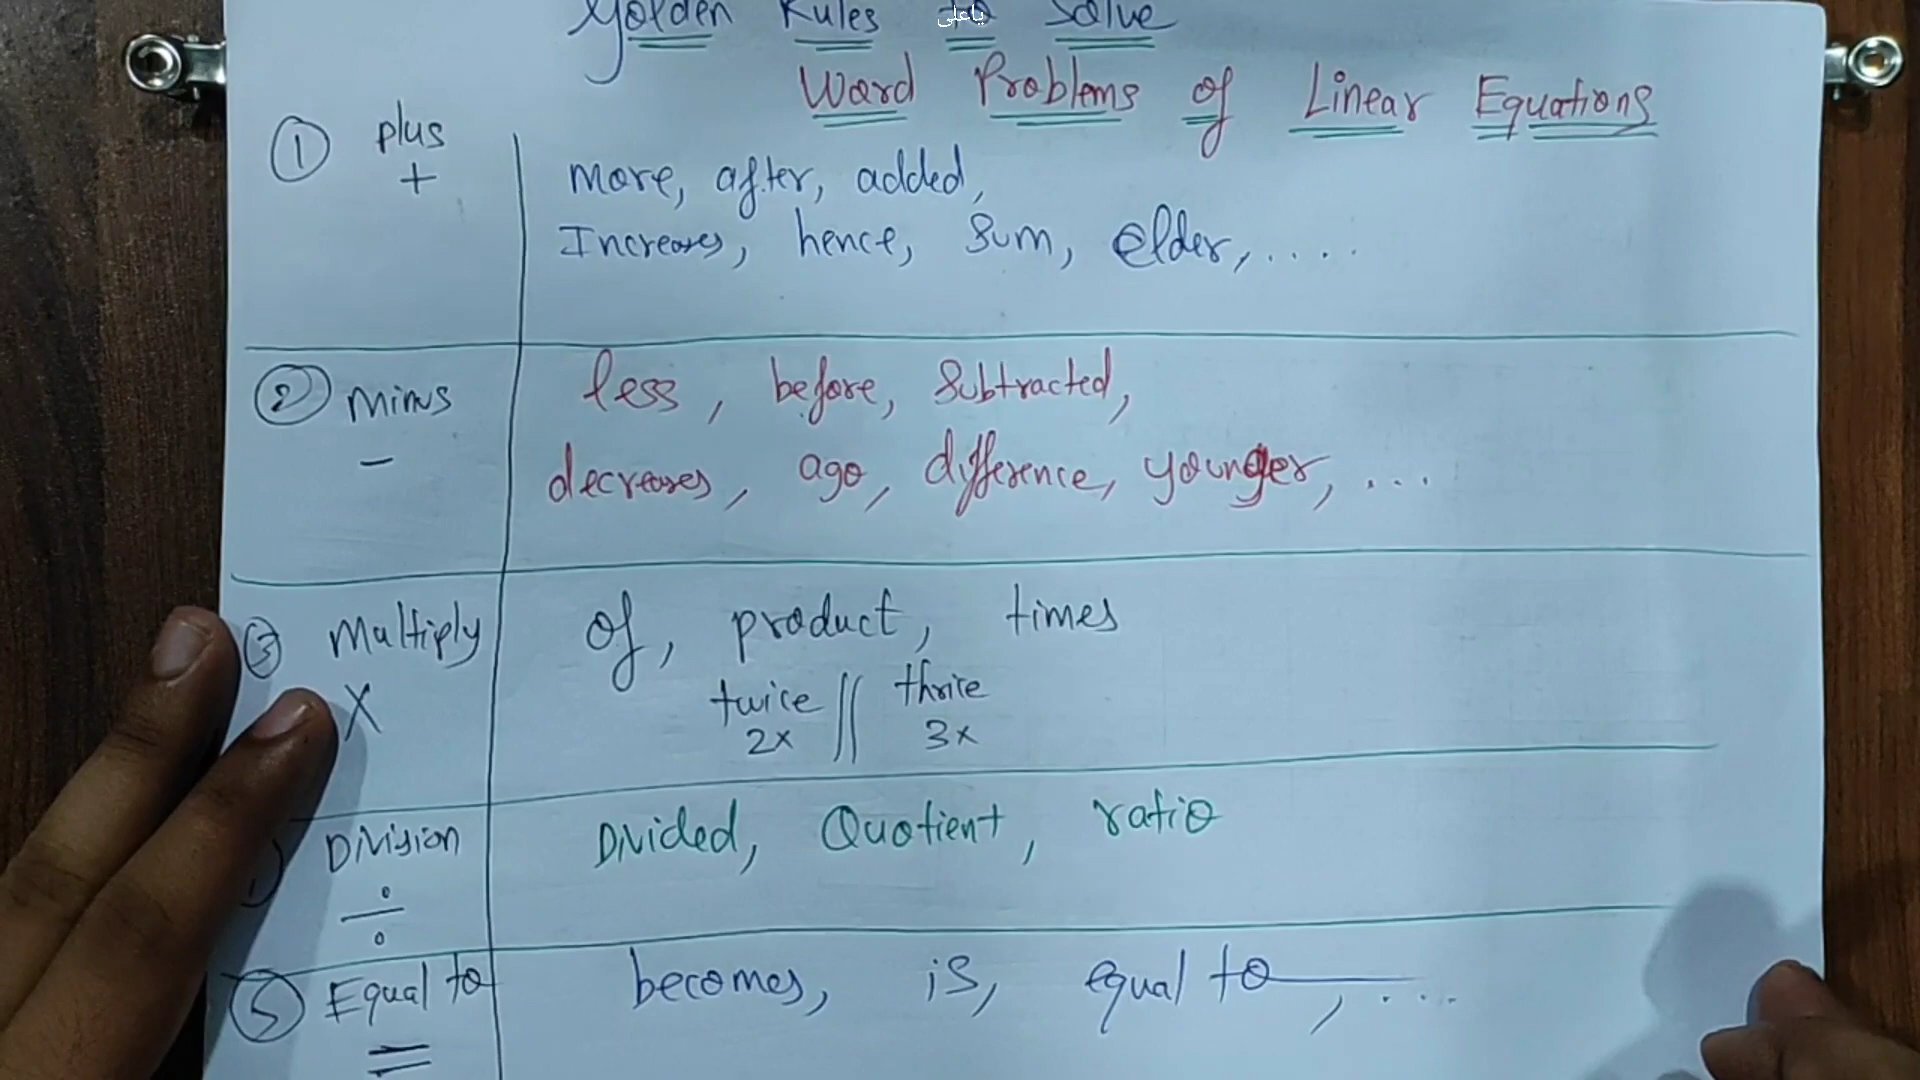 Golden Rules to Solve
ياعلى
Word Problems of Linear Equations
1 plus
+
more, after, added,
Increases, hence, sum, elder, .....
2 minus
-
less, before, subtracted,
decreases, ago, difference, younger, ...
3 Multiply
X
of, product, times
twice || thrice
2x 3x
) Division
÷
Divided, Quotient, ratio
5 Equal to
=
becomes, is, equal to, ....